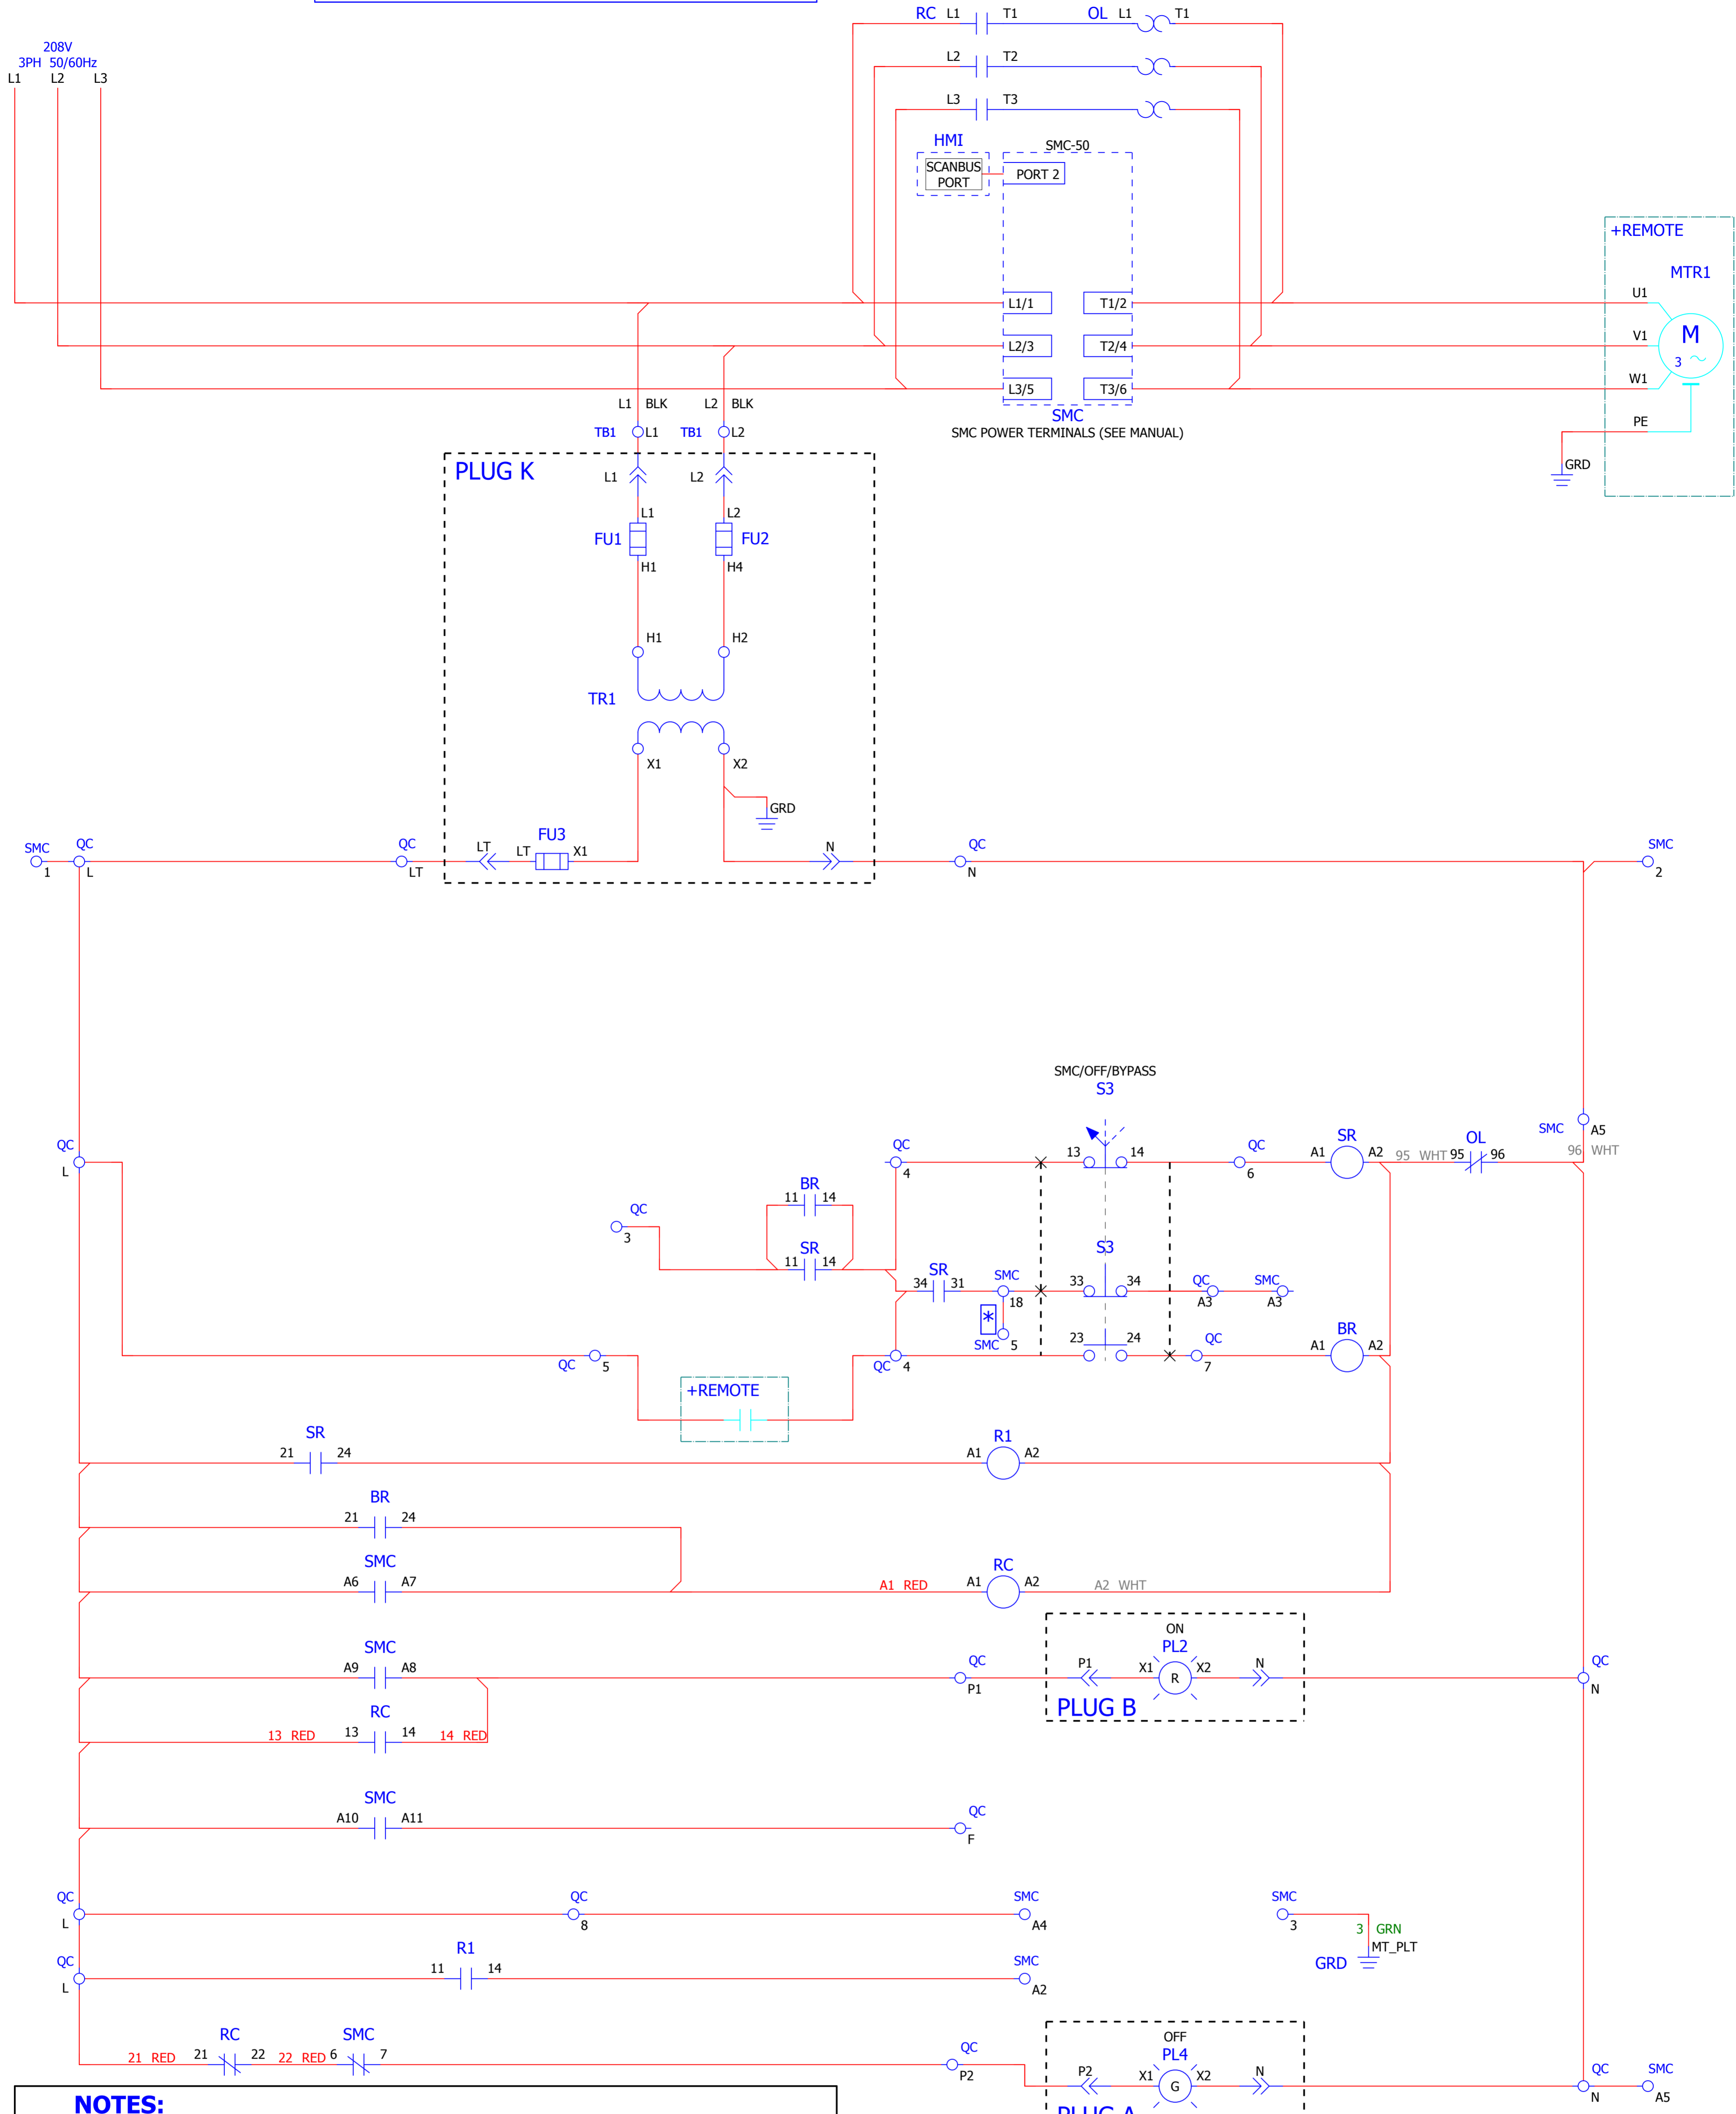 RC L1 T1 OL L1 T1
208V
3PH 50/60Hz
L1 L2 L3
L2 T2
L3 T3
HMI
SMC-50
SCANBUS
PORT
PORT 2
+REMOTE
MTR1
L1/1 T1/2 U1
L2/3 T2/4 V1
M
3
L3/5 T3/6 W1
SMC
SMC POWER TERMINALS (SEE MANUAL)
PE
GRD
L1 BLK L2 BLK
TB1 L1 TB1 L2
PLUG K
L1 L2
L1 L2
FU1 FU2
H1 H4
H1 H2
TR1
X1 X2
GRD
SMC QC QC FU3 QC SMC
LT LT X1 N
1 L LT N 2
SMC/OFF/BYPASS
S3
SMC A5
QC QC 13 14 QC SR OL
A1 A2 95 WHT 95 96 96 WHT
L 4 6
BR
11 14
QC
3
SR
11 14
S3
SR SMC
34 31 33 34 QC SMC
18 A3 A3
*
SMC 5
23 24 QC BR
A1 A2
QC 5 QC 4 7
+REMOTE
SR R1
21 24 A1 A2
BR
21 24
SMC RC
A6 A7 A1 RED A1 A2 A2 WHT
ON
SMC PL2
A9 A8 QC P1 X1 R X2 N QC
P1 N
RC PLUG B
13 RED 13 14 14 RED
SMC
A10 A11 QC
F
QC QC SMC SMC
L 8 A4 3
3 GRN
MT_PLT
GRD
QC R1 SMC
11 14
L A2
OFF
RC SMC PL4
21 RED 21 22 22 RED 6 7 QC
P2 P2 X1 G X2 N QC SMC
N A5
NOTES:
PLUG A